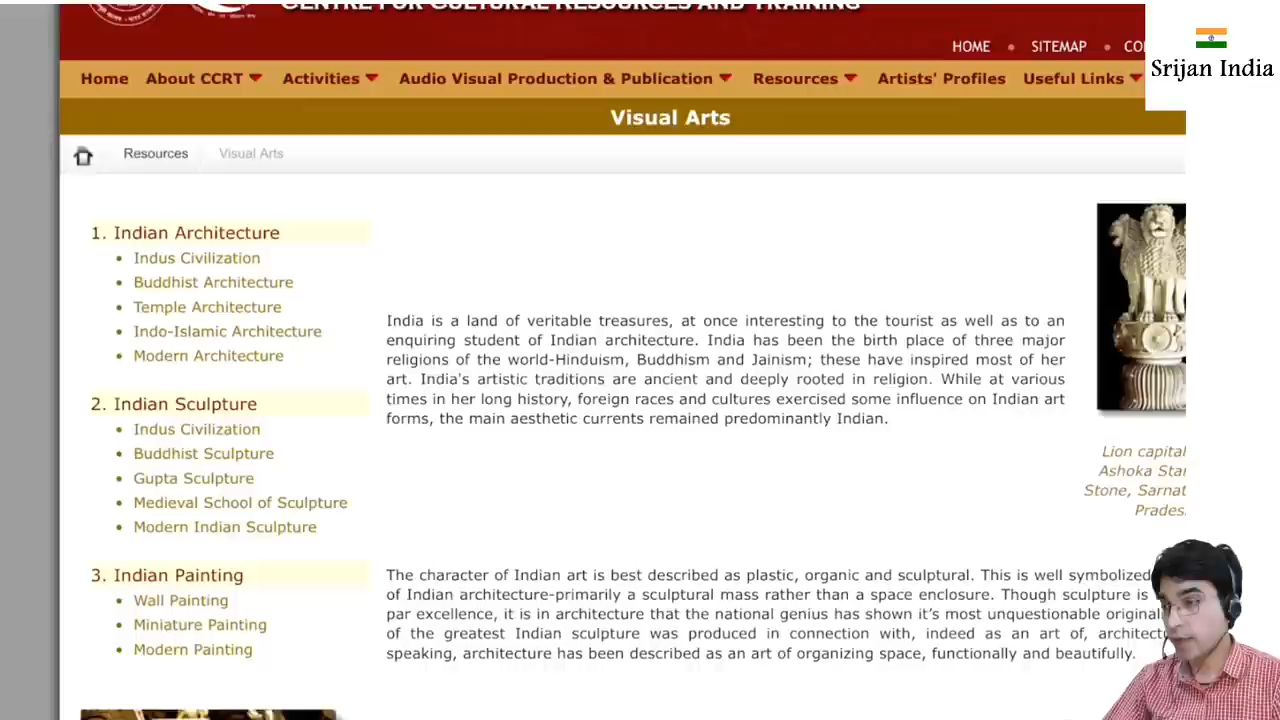 CENTRE FOR CULTURAL RESOURCES AND TRAINING
HOME • SITEMAP •
Srijan India
Home About CCRT Activities Audio Visual Production & Publication Resources Artists' Profiles Useful Links
Visual Arts
Resources Visual Arts
1. Indian Architecture
• Indus Civilization
• Buddhist Architecture
• Temple Architecture
• Indo-Islamic Architecture
• Modern Architecture
2. Indian Sculpture
• Indus Civilization
• Buddhist Sculpture
• Gupta Sculpture
• Medieval School of Sculpture
• Modern Indian Sculpture
3. Indian Painting
• Wall Painting
• Miniature Painting
• Modern Painting
India is a land of veritable treasures, at once interesting to the tourist as well as to an
enquiring student of Indian architecture. India has been the birth place of three major
religions of the world-Hinduism, Buddhism and Jainism; these have inspired most of her
art. India's artistic traditions are ancient and deeply rooted in religion. While at various
times in her long history, foreign races and cultures exercised some influence on Indian art
forms, the main aesthetic currents remained predominantly Indian.
Lion capital
Ashoka
Stone,
The character of Indian art is best described as plastic, organic and sculptural. This is well symbolized
of Indian architecture-primarily a sculptural mass rather than a space enclosure. Though sculpture is
par excellence, it is in architecture that the national genius has shown it's most unquestionable
of the greatest Indian sculpture was produced in connection with, indeed as an art of,
speaking, architecture has been described as an art of organizing space, functionally and beautifully.